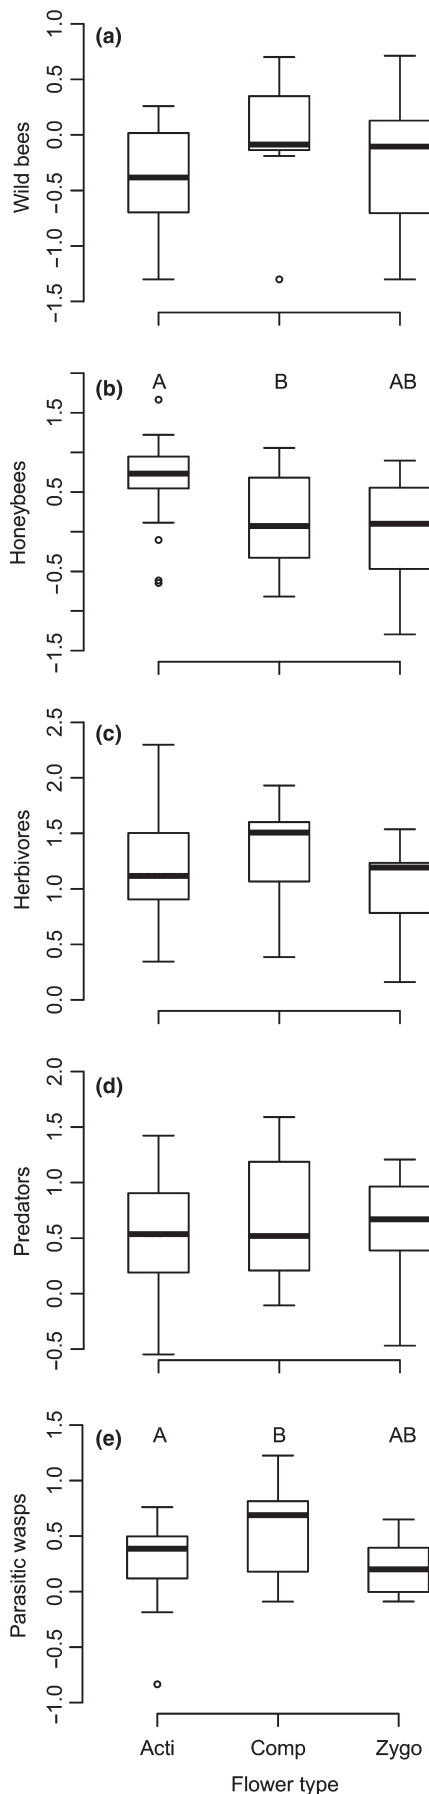 (a)
Wild bees
1.0
0.5
0.0
−0.5
−1.0
−1.5
(b)
A B AB
Honeybees
1.5
0.5
−0.5
−1.5
(c)
Herbivores
2.5
2.0
1.5
1.0
0.5
0.0
(d)
Predators
2.0
1.5
1.0
0.5
0.0
−0.5
(e)
A B AB
Parasitic wasps
1.5
1.0
0.5
0.0
−0.5
−1.0
Acti Comp Zygo
Flower type